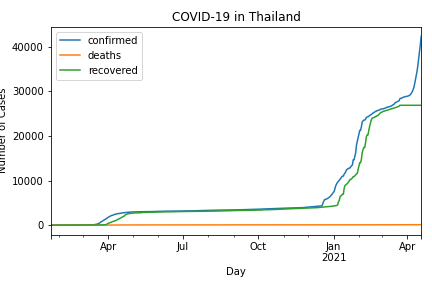 COVID-19 in Thailand
confirmed
deaths
recovered
Number of Cases
40000
30000
20000
10000
0
Apr
Jul
Oct
Jan
2021
Apr
Day